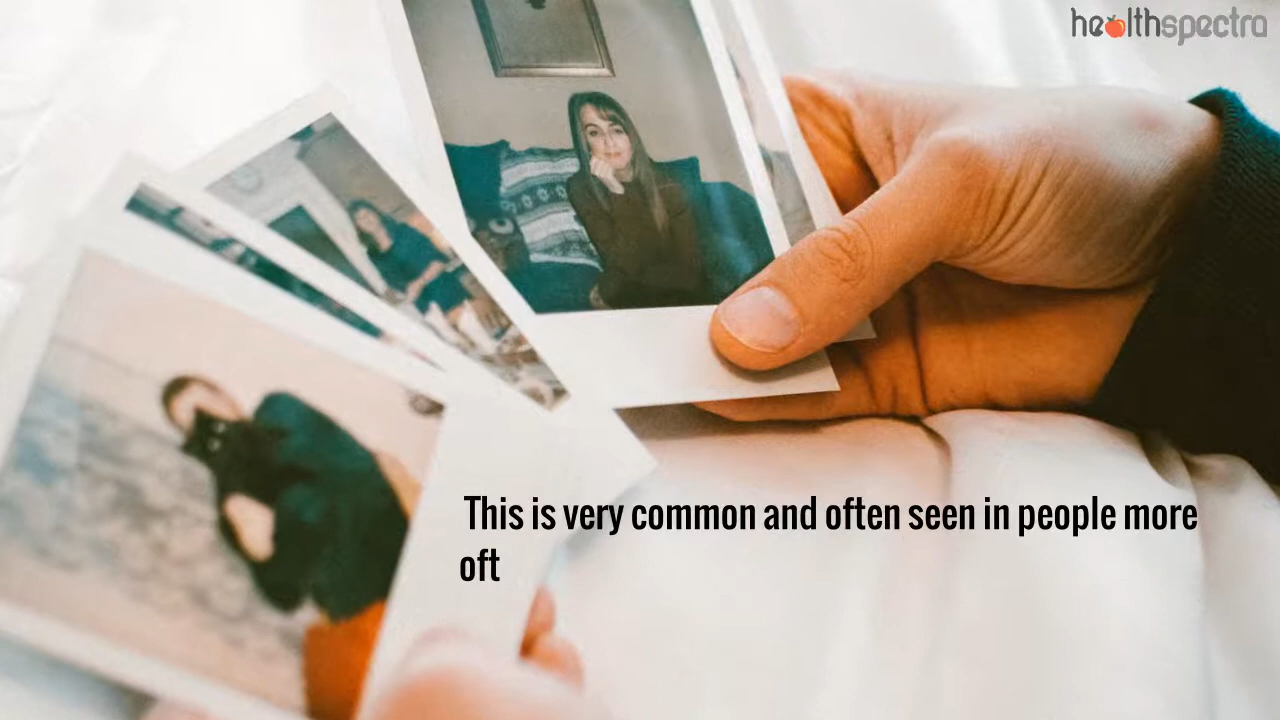 healthspectra
This is very common and often seen in people more
oft